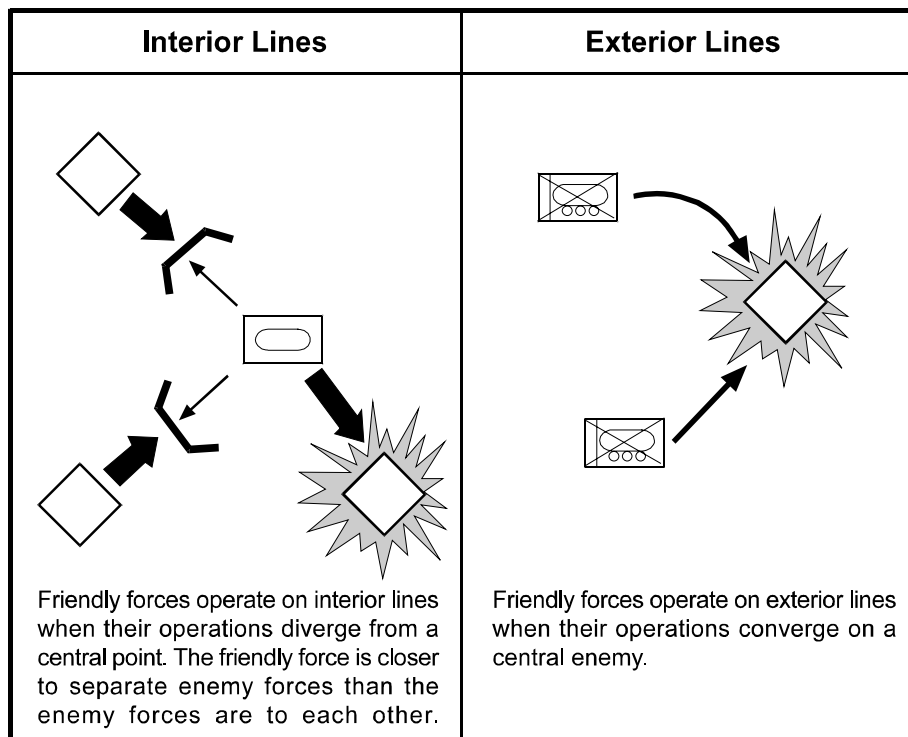 Interior Lines
Exterior Lines
Friendly forces operate on interior lines
when their operations diverge from a
central point. The friendly force is closer
to separate enemy forces than the
enemy forces are to each other.
Friendly forces operate on exterior lines
when their operations converge on a
central enemy.